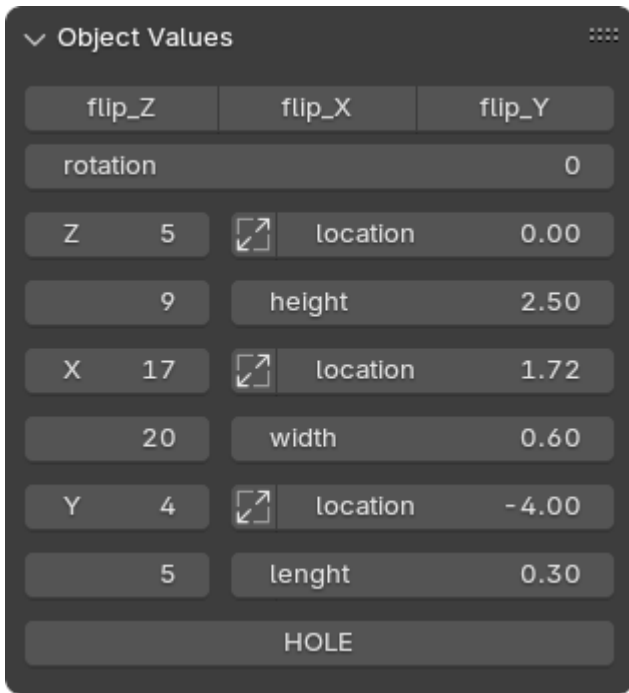 Object Values
flip_Z flip_X flip_Y
rotation 0
Z 5 location 0.00
9 height 2.50
X 17 location 1.72
20 width 0.60
Y 4 location -4.00
5 lenght 0.30
HOLE